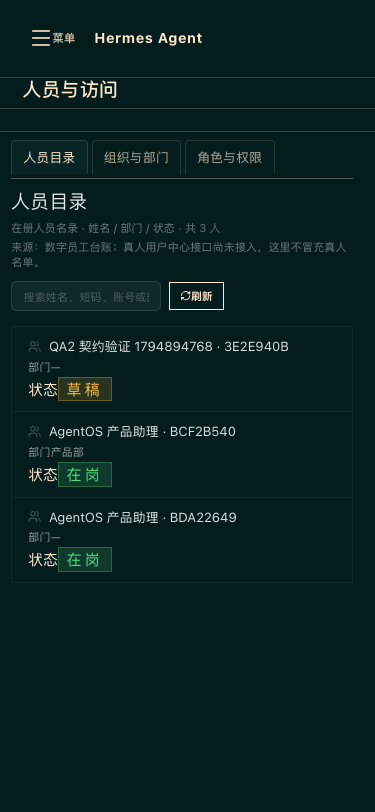 菜单 Hermes Agent
人员与访问
人员目录 组织与部门 角色与权限
人员目录
在册人员名录 · 姓名 / 部门 / 状态 · 共 3 人
来源：数字员工台账；真人用户中心接口尚未接入，这里不冒充真人
名单。
搜索姓名、短码、账号或 刷新
QA2 契约验证 1794894768 · 3E2E940B
部门—
状态 草稿
AgentOS 产品助理 · BCF2B540
部门产品部
状态 在岗
AgentOS 产品助理 · BDA22649
部门—
状态 在岗